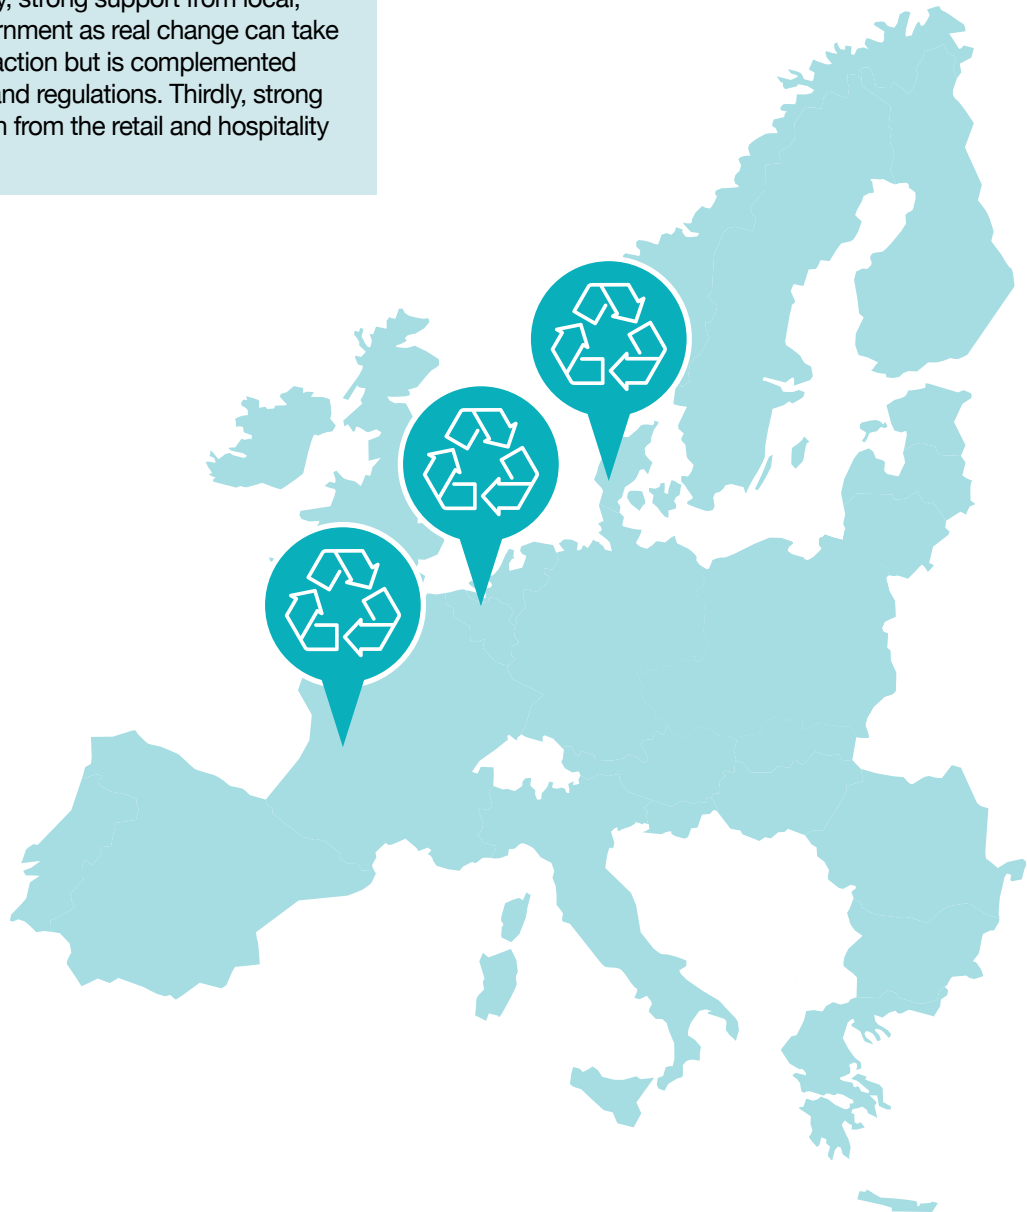 , strong support from local,
ernment as real change can take
action but is complemented
and regulations. Thirdly, strong
from the retail and hospitality